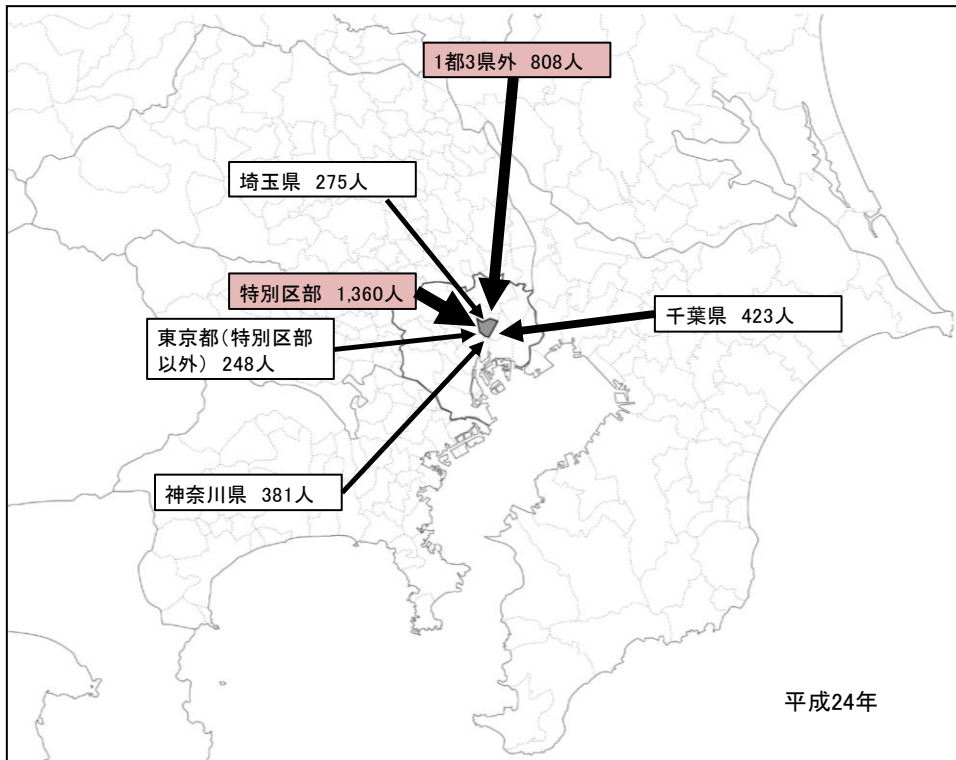 1都3県外 808人
埼玉県 275人
特別区部 1,360人
千葉県 423人
東京都(特別区部
以外) 248人
神奈川県 381人
平成24年